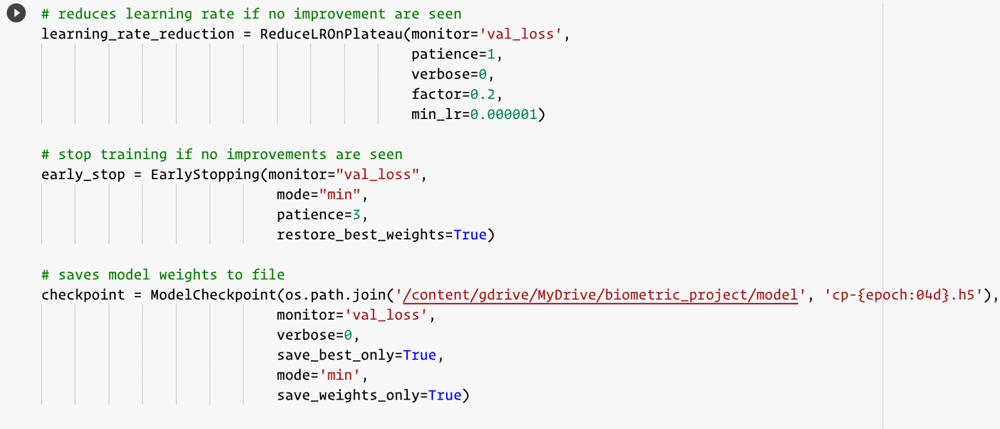 # reduces learning rate if no improvement are seen
learning_rate_reduction = ReduceLROnPlateau(monitor='val_loss',
                                            patience=1,
                                            verbose=0,
                                            factor=0.2,
                                            min_lr=0.000001)

# stop training if no improvements are seen
early_stop = EarlyStopping(monitor="val_loss",
                            mode="min",
                            patience=3,
                            restore_best_weights=True)

# saves model weights to file
checkpoint = ModelCheckpoint(os.path.join('/content/gdrive/MyDrive/biometric_project/model', 'cp-{epoch:04d}.h5'),
                            monitor='val_loss',
                            verbose=0,
                            save_best_only=True,
                            mode='min',
                            save_weights_only=True)